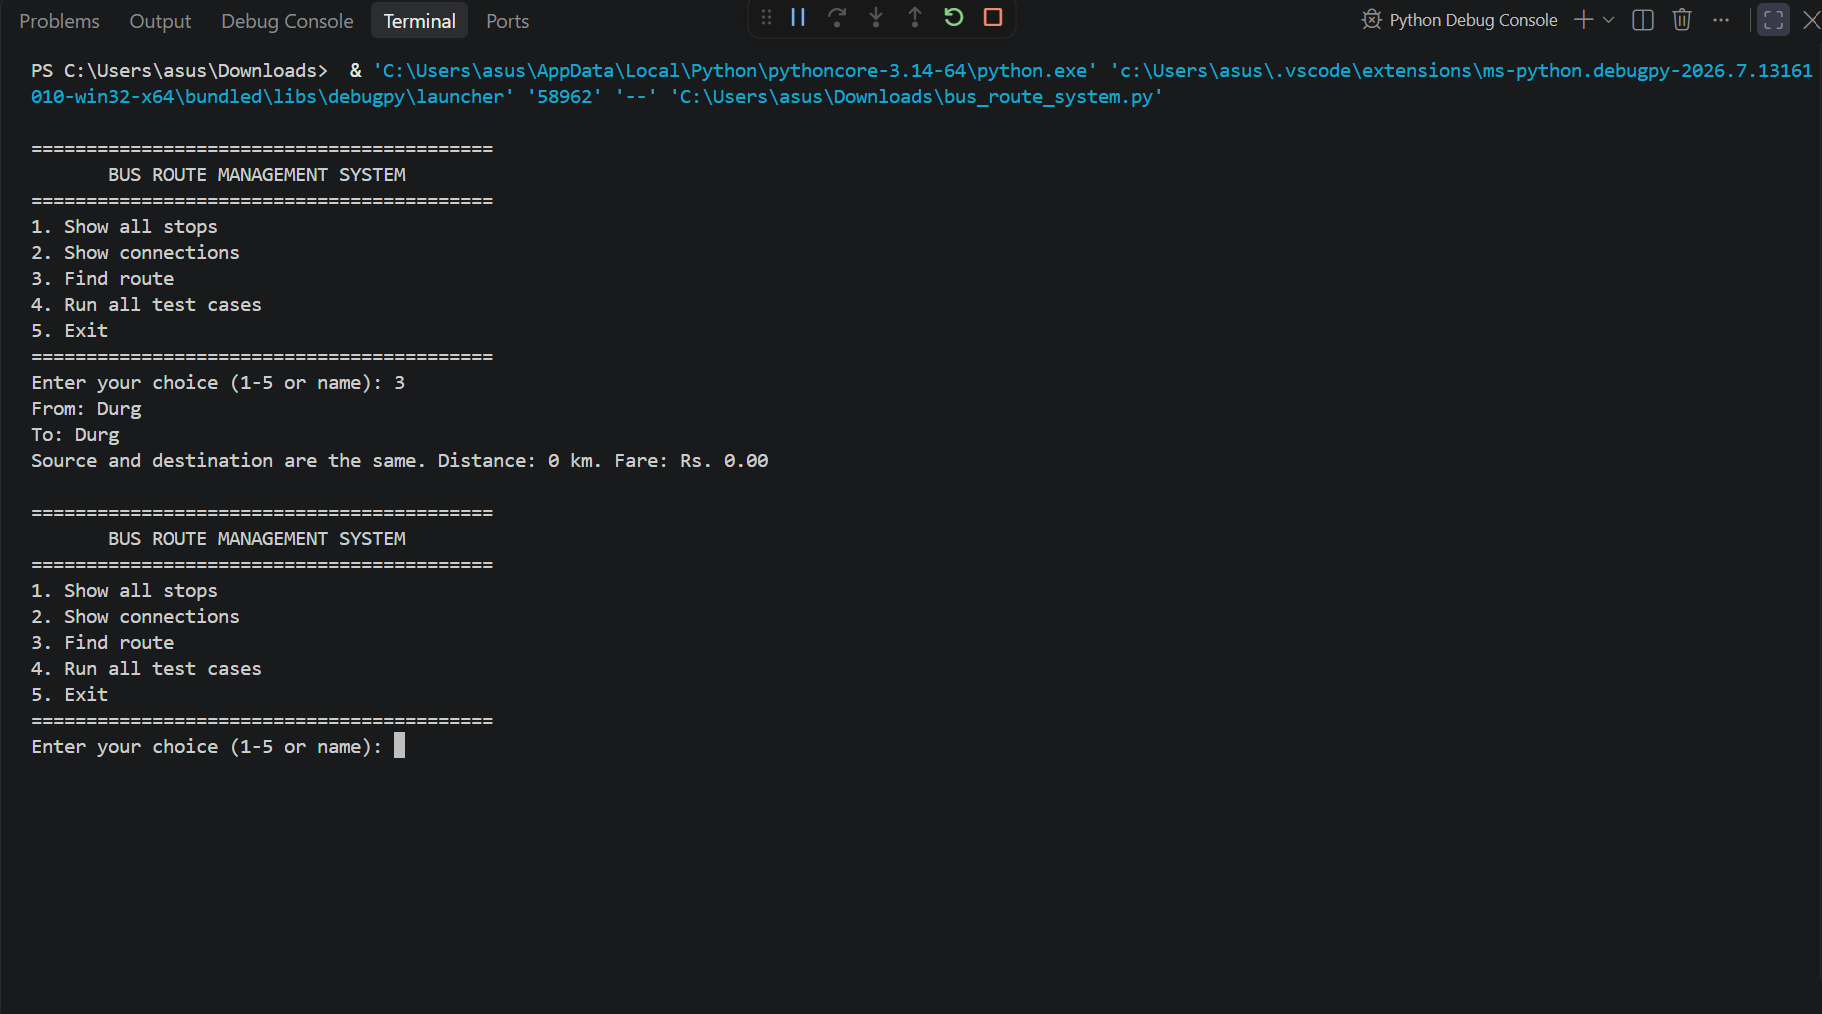 Problems Output Debug Console Terminal Ports Python Debug Console
PS C:\Users\asus\Downloads>  & 'C:\Users\asus\AppData\Local\Python\pythoncore-3.14-64\python.exe' 'c:\Users\asus\.vscode\extensions\ms-python.debugpy-2026.7.13161
010-win32-x64\bundled\libs\debugpy\launcher' '58962' '--' 'C:\Users\asus\Downloads\bus_route_system.py'
==========================================
BUS ROUTE MANAGEMENT SYSTEM
==========================================
1. Show all stops
2. Show connections
3. Find route
4. Run all test cases
5. Exit
==========================================
Enter your choice (1-5 or name): 3
From: Durg
To: Durg
Source and destination are the same. Distance: 0 km. Fare: Rs. 0.00
==========================================
BUS ROUTE MANAGEMENT SYSTEM
==========================================
1. Show all stops
2. Show connections
3. Find route
4. Run all test cases
5. Exit
==========================================
Enter your choice (1-5 or name):